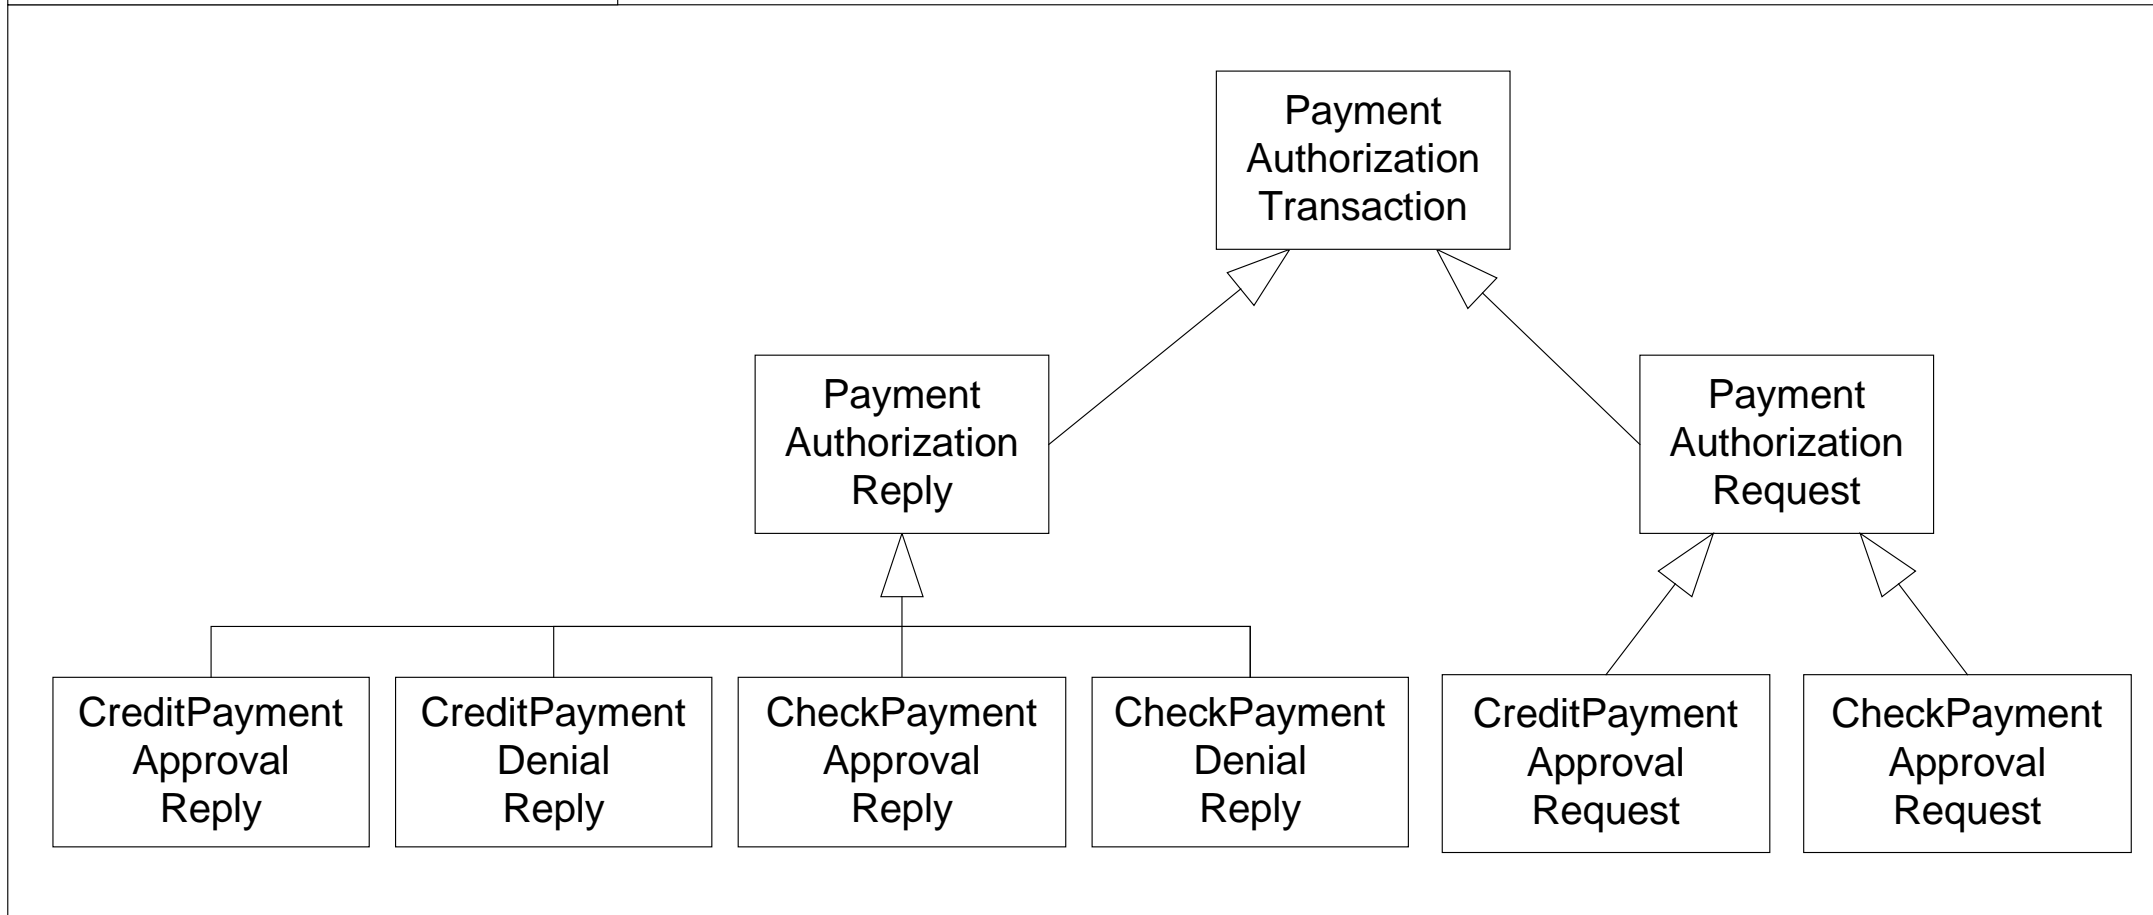 Payment
Authorization
Transaction
Payment
Authorization
Reply
Payment
Authorization
Request
CreditPayment
Approval
Reply
CreditPayment
Denial
Reply
CheckPayment
Approval
Reply
CheckPayment
Denial
Reply
CreditPayment
Approval
Request
CheckPayment
Approval
Request